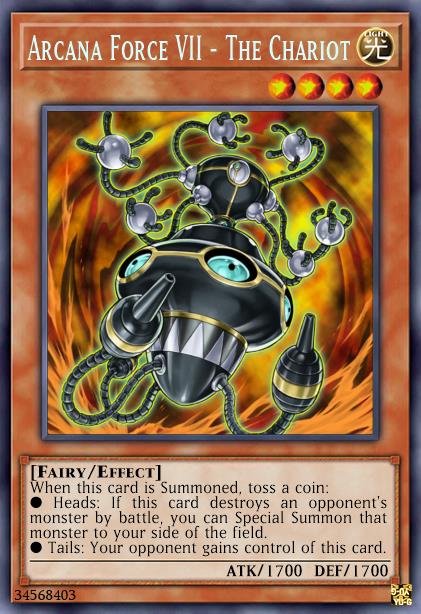 Arcana Force VII - The Chariot
LIGHT
光
[Fairy/Effect]
When this card is Summoned, toss a coin:
● Heads: If this card destroys an opponent's
monster by battle, you can Special Summon that
monster to your side of the field.
● Tails: Your opponent gains control of this card.
ATK/1700 DEF/1700
34568403